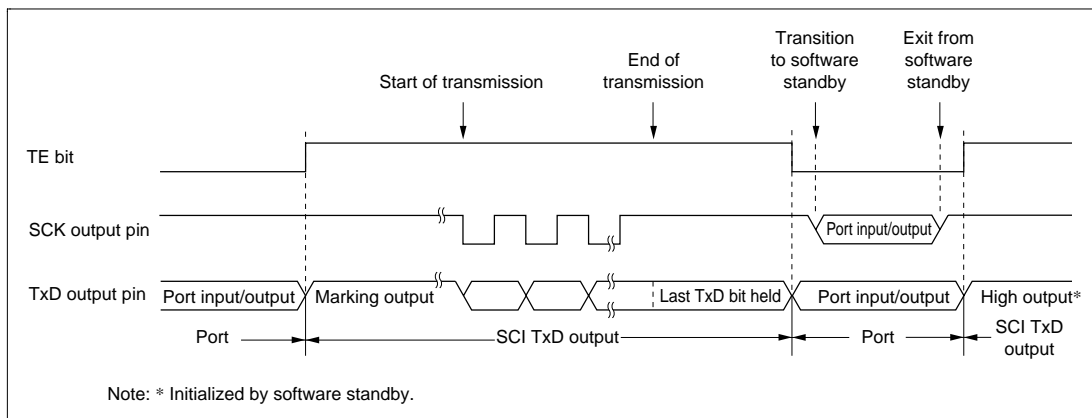 Transition
to software
standby
Exit from
software
standby
End of
transmission
Start of transmission
TE bit
SCK output pin
Port input/output
TxD output pin
Port input/output
Marking output
Last TxD bit held
Port input/output
High output*
Port
SCI TxD output
Port
SCI TxD
output
Note: * Initialized by software standby.